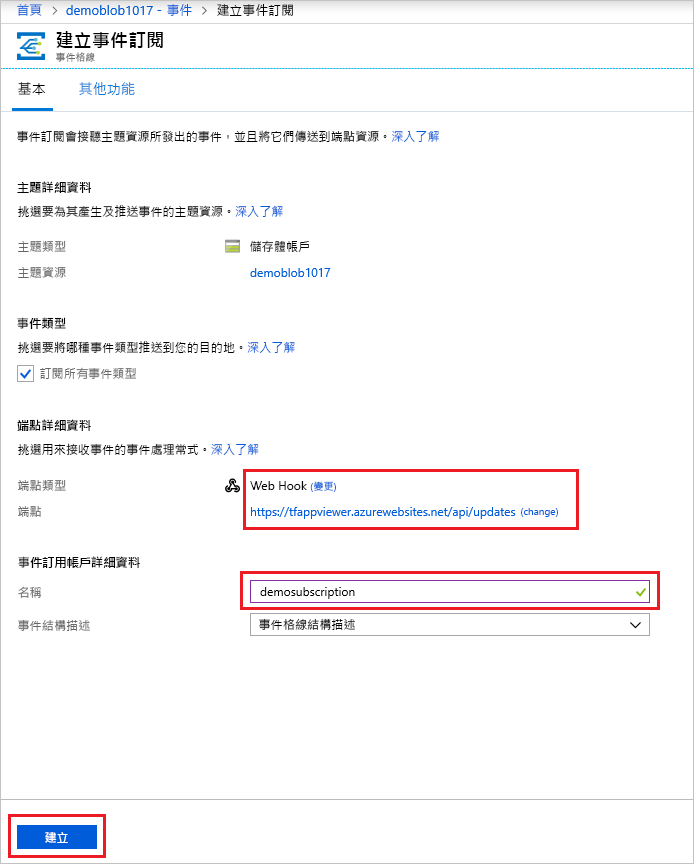 首頁 > demoblob1017 - 事件 > 建立事件訂閱
建立事件訂閱
事件格線
基本 其他功能
事件訂閱會接聽主題資源所發出的事件，並且將它們傳送到端點資源。深入了解
主題詳細資料
挑選要為其產生及推送事件的主題資源。深入了解
主題類型 儲存體帳戶
主題資源 demoblob1017
事件類型
挑選要將哪種事件類型推送到您的目的地。深入了解
訂閱所有事件類型
端點詳細資料
挑選用來接收事件的事件處理常式。深入了解
端點類型 Web Hook (變更)
端點 https://tfappviewer.azurewebsites.net/api/updates (change)
事件訂用帳戶詳細資料
名稱 demosubscription
事件結構描述 事件格線結構描述
建立